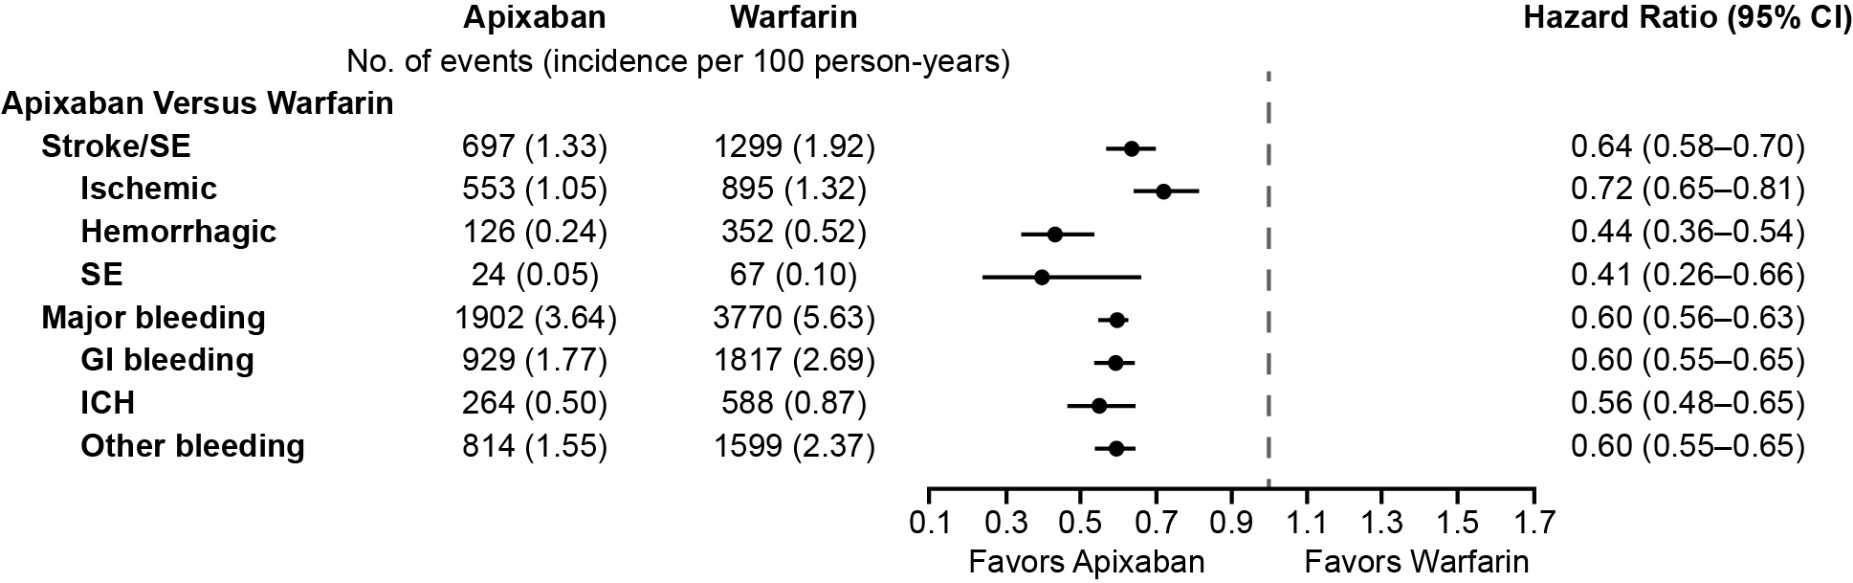 Apixaban Warfarin Hazard Ratio (95% CI)
No. of events (incidence per 100 person-years)
Apixaban Versus Warfarin
Stroke/SE 697 (1.33) 1299 (1.92) 0.64 (0.58–0.70)
Ischemic 553 (1.05) 895 (1.32) 0.72 (0.65–0.81)
Hemorrhagic 126 (0.24) 352 (0.52) 0.44 (0.36–0.54)
SE 24 (0.05) 67 (0.10) 0.41 (0.26–0.66)
Major bleeding 1902 (3.64) 3770 (5.63) 0.60 (0.56–0.63)
GI bleeding 929 (1.77) 1817 (2.69) 0.60 (0.55–0.65)
ICH 264 (0.50) 588 (0.87) 0.56 (0.48–0.65)
Other bleeding 814 (1.55) 1599 (2.37) 0.60 (0.55–0.65)
0.1 0.3 0.5 0.7 0.9 1.1 1.3 1.5 1.7
Favors Apixaban Favors Warfarin